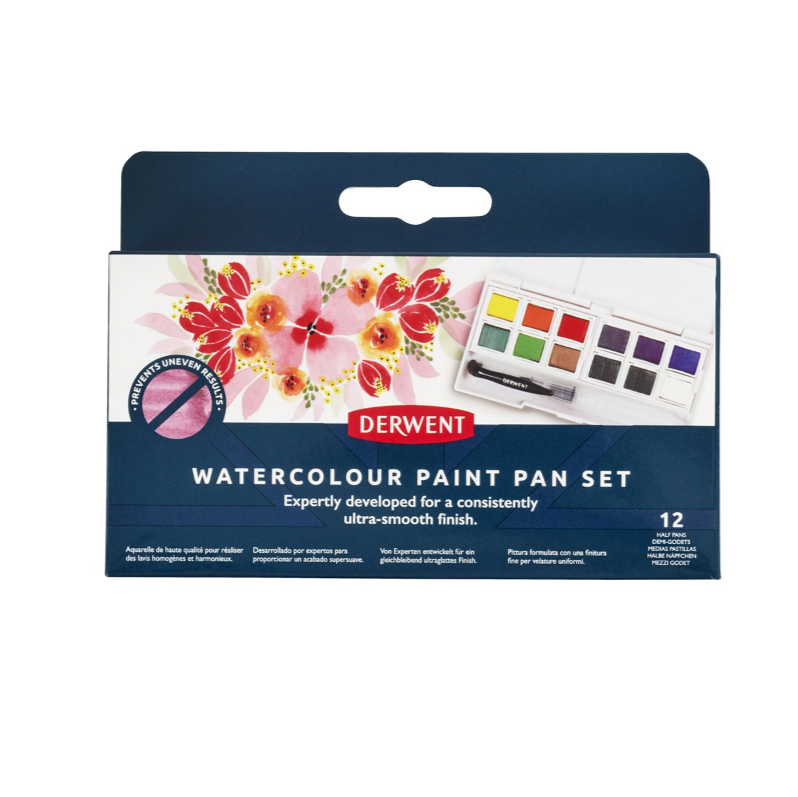 • PREVENTS UNEVEN RESULTS •
DERWENT
DERWENT
WATERCOLOUR PAINT PAN SET
Expertly developed for a consistently
ultra-smooth finish.
12
HALF PANS
DEMI-GODETS
MEDIAS PASTILLAS
HALBE NÄPFCHEN
MEZZI GODET
Aquarelle de haute qualité pour réaliser
des lavis homogènes et harmonieux.
Desarrollado por expertos para
proporcionar un acabado supersuave.
Von Experten entwickelt für ein
gleichbleibend ultraglattes Finish.
Pittura formulata con una finitura
fine per velature uniformi.